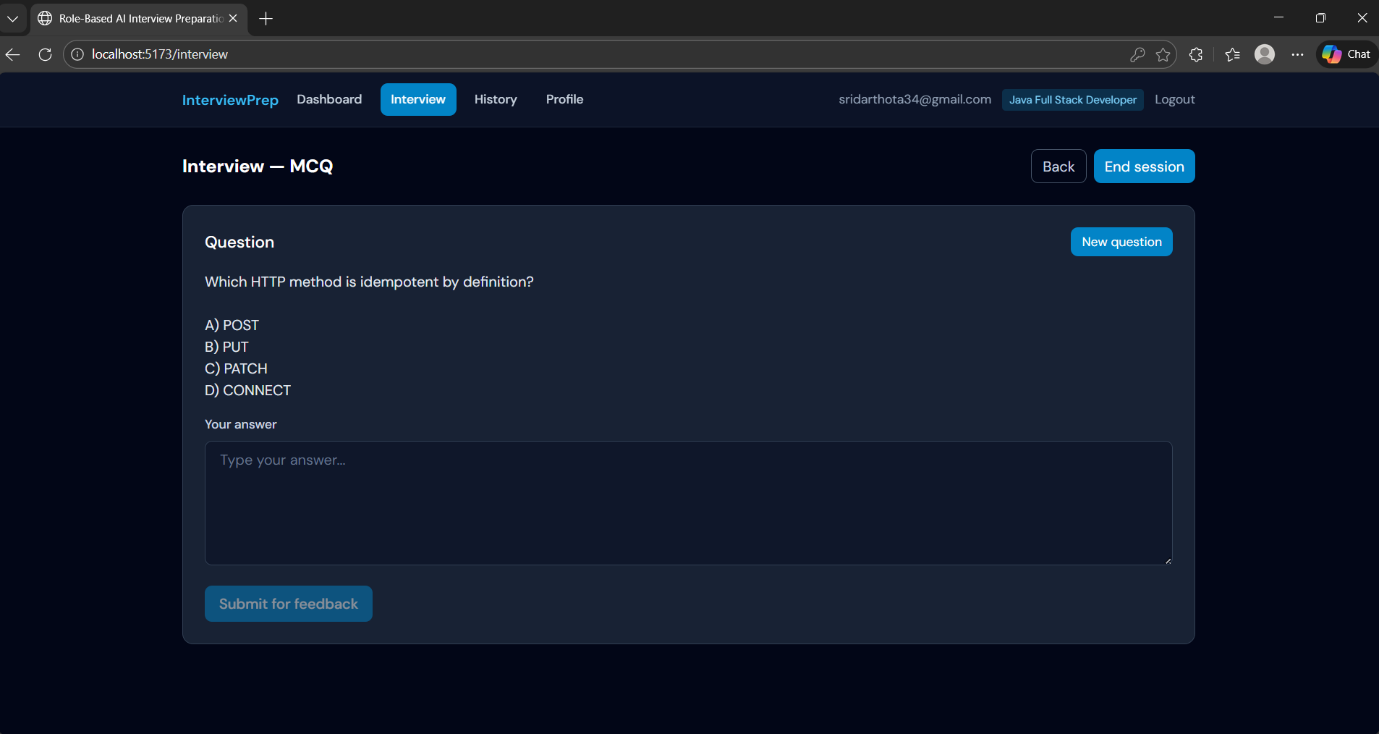 Role-Based AI Interview Preparatio
localhost:5173/interview
Chat
InterviewPrep Dashboard Interview History Profile sridarthota34@gmail.com Java Full Stack Developer Logout
Interview — MCQ Back End session
Question New question
Which HTTP method is idempotent by definition?
A) POST
B) PUT
C) PATCH
D) CONNECT
Your answer
Type your answer...
Submit for feedback